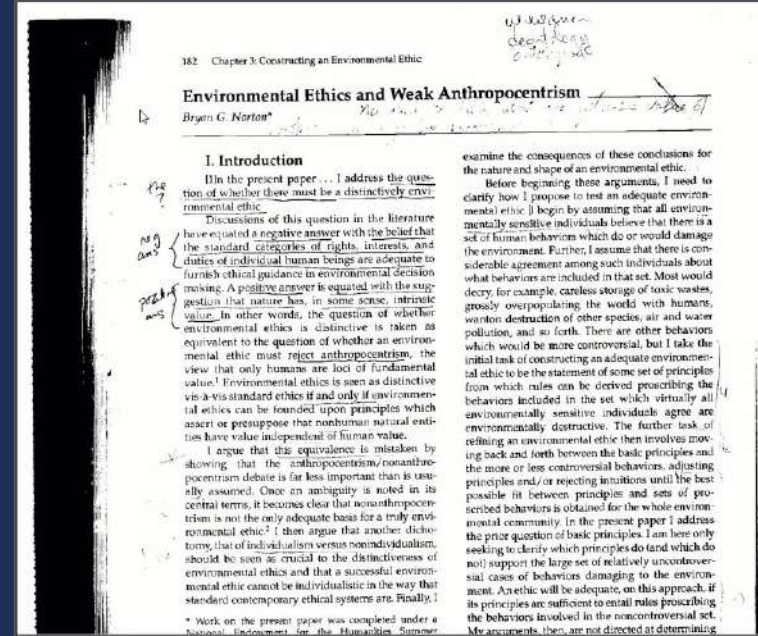 182 Chapter 3: Constructing an Environmental Ethic
Environmental Ethics and Weak Anthropocentrism
Bryan G. Norton*
I. Introduction
[I]n the present paper ... I address the ques-
tion of whether there must be a distinctively envi-
ronmental ethic
Discussions of this question in the literature
have equated a negative answer with the belief that
the standard categories of rights, interests, and
duties of individual human beings are adequate to
furnish ethical guidance in environmental decision
making. A positive answer is equated with the sug-
gestion that nature has, in some sense, intrinsic
value. In other words, the question of whether
environmental ethics is distinctive is taken as
equivalent to the question of whether an environ-
mental ethic must reject anthropocentrism, the
view that only humans are loci of fundamental
value.¹ Environmental ethics is seen as distinctive
vis-à-vis standard ethics if and only if environmen-
tal ethics can be founded upon principles which
assert or presuppose that nonhuman natural enti-
ties have value independent of human value.
I argue that this equivalence is mistaken by
showing that the anthropocentrism/nonanthro-
pocentrism debate is far less important than is usu-
ally assumed. Once an ambiguity is noted in its
central terms, it becomes clear that nonanthropocen-
trism is not the only adequate basis for a truly envi-
ronmental ethic.² I then argue that another dicho-
tomy, that of individualism versus nonindividualism,
should be seen as crucial to the distinctiveness of
environmental ethics and that a successful environ-
mental ethic cannot be individualistic in the way that
standard contemporary ethical systems are. Finally, I
* Work on the present paper was completed under a
National Endowment for the Humanities Summer
the
?
neg
ans
positive
ans
examine the consequences of these conclusions for
the nature and shape of an environmental ethic.
Before beginning these arguments, I need to
clarify how I propose to test an adequate environ-
mental ethic. I begin by assuming that all environ-
mentally sensitive individuals believe that there is a
set of human behaviors which do or would damage
the environment. Further, I assume that there is con-
siderable agreement among such individuals about
what behaviors are included in that set. Most would
decry, for example, careless storage of toxic wastes,
grossly overpopulating the world with humans,
wanton destruction of other species, air and water
pollution, and so forth. There are other behaviors
which would be more controversial, but I take the
initial task of constructing an adequate environmen-
tal ethic to be the statement of some set of principles
from which rules can be derived proscribing the
behaviors included in the set which virtually all
environmentally sensitive individuals agree are
environmentally destructive. The further task of
refining an environmental ethic then involves mov-
ing back and forth between the basic principles and
the more or less controversial behaviors, adjusting
principles and/or rejecting intuitions until the best
possible fit between principles and sets of pro-
scribed behaviors is obtained for the whole environ-
mental community. In the present paper I address
the prior question of basic principles. I am here only
seeking to clarify which principles do (and which do
not) support the large set of relatively uncontrover-
sial cases of behaviors damaging to the environ-
ment. An ethic will be adequate, on this approach, if
its principles are sufficient to entail rules proscribing
the behaviors involved in the noncontroversial set.
My arguments, then, are not directed at determining